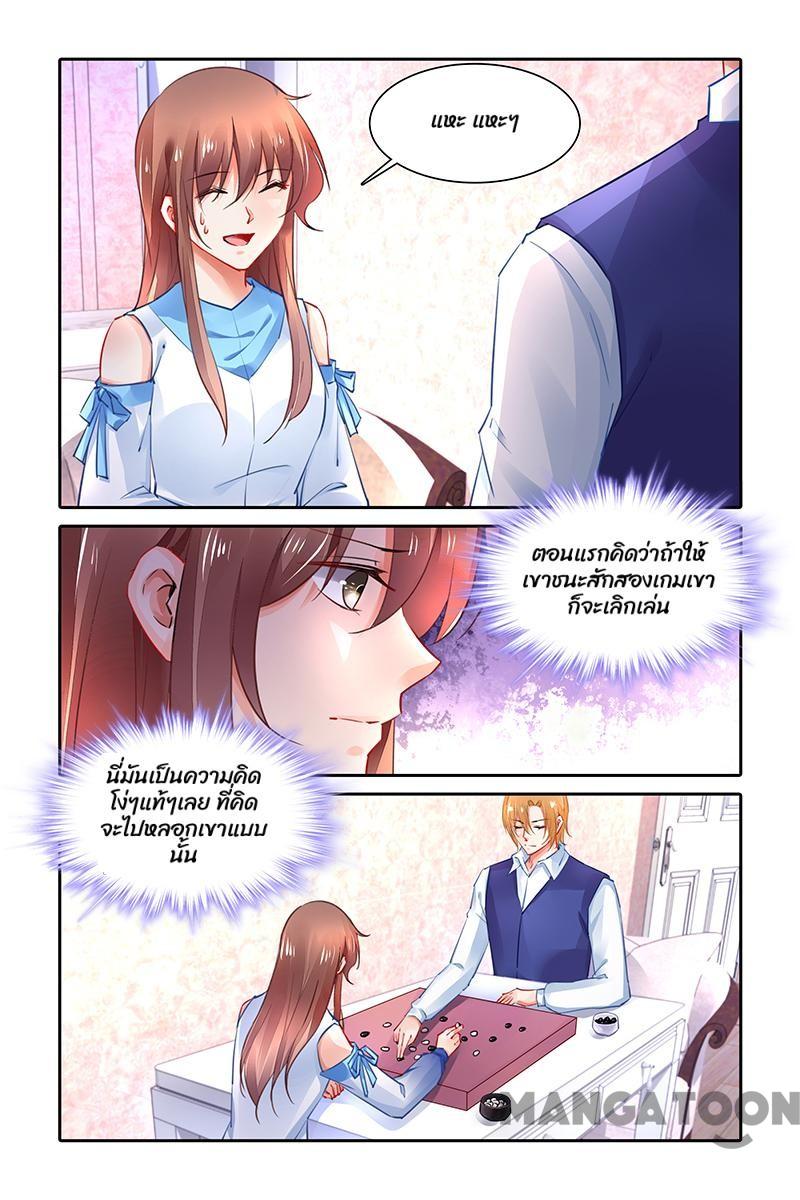 แหะ แหะๆ
ตอนแรกคิดว่าถ้าให้
เขาชนะสักสองเกมเขา
ก็จะเลิกเล่น
นี่มันเป็นความคิด
โง่ๆแท้ๆเลย ที่คิด
จะไปหลอกเขาแบบ
นั้น
MANGATOON